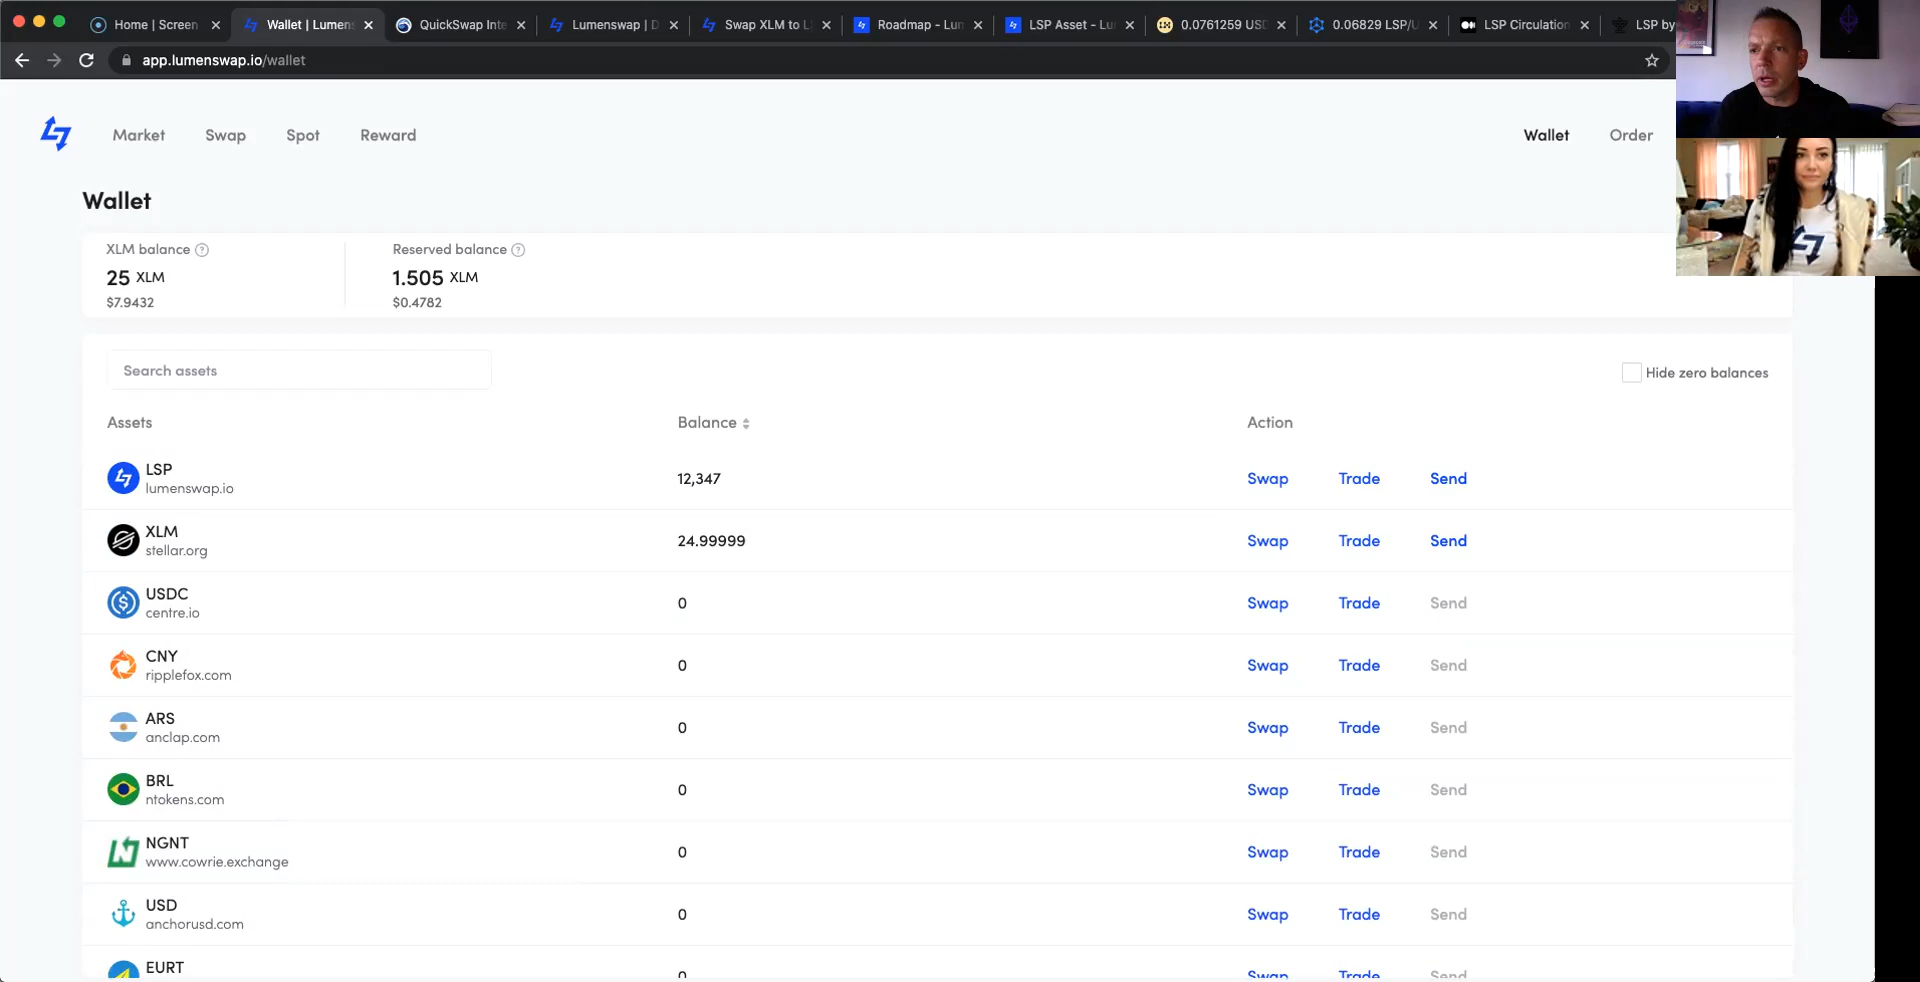 Home | Screen
Wallet | Lumens
QuickSwap Inte
Lumenswap | D
Swap XLM to L
Roadmap - Lum
LSP Asset - Lu
0.0761259 USD
0.06829 LSP/U
LSP Circulation
LSP by
app.lumenswap.io/wallet
Market Swap Spot Reward Wallet Order
Wallet
XLM balance ? Reserved balance ?
25 XLM 1.505 XLM
$7.9432 $0.4782
Search assets Hide zero balances
Assets Balance Action
LSP
lumenswap.io
12,347 Swap Trade Send
XLM
stellar.org
24.99999 Swap Trade Send
USDC
centre.io
0 Swap Trade Send
CNY
ripplefox.com
0 Swap Trade Send
ARS
anclap.com
0 Swap Trade Send
BRL
ntokens.com
0 Swap Trade Send
NGNT
www.cowrie.exchange
0 Swap Trade Send
USD
anchorusd.com
0 Swap Trade Send
EURT
0 Swap Trade Send